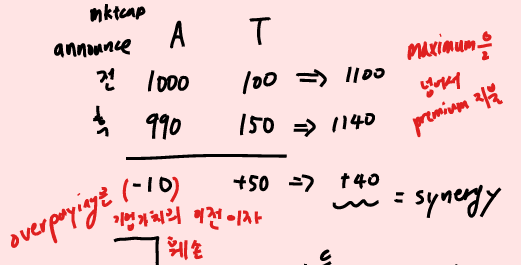 mktcap
announce A T
전 1000 100 ⇒ 1100
후 990 150 ⇒ 1140
(-10) +50 ⇒ +40 = synergy
maximum을
넘어서
premium 지불
overpaying은
기업가치의 이전이자
훼손